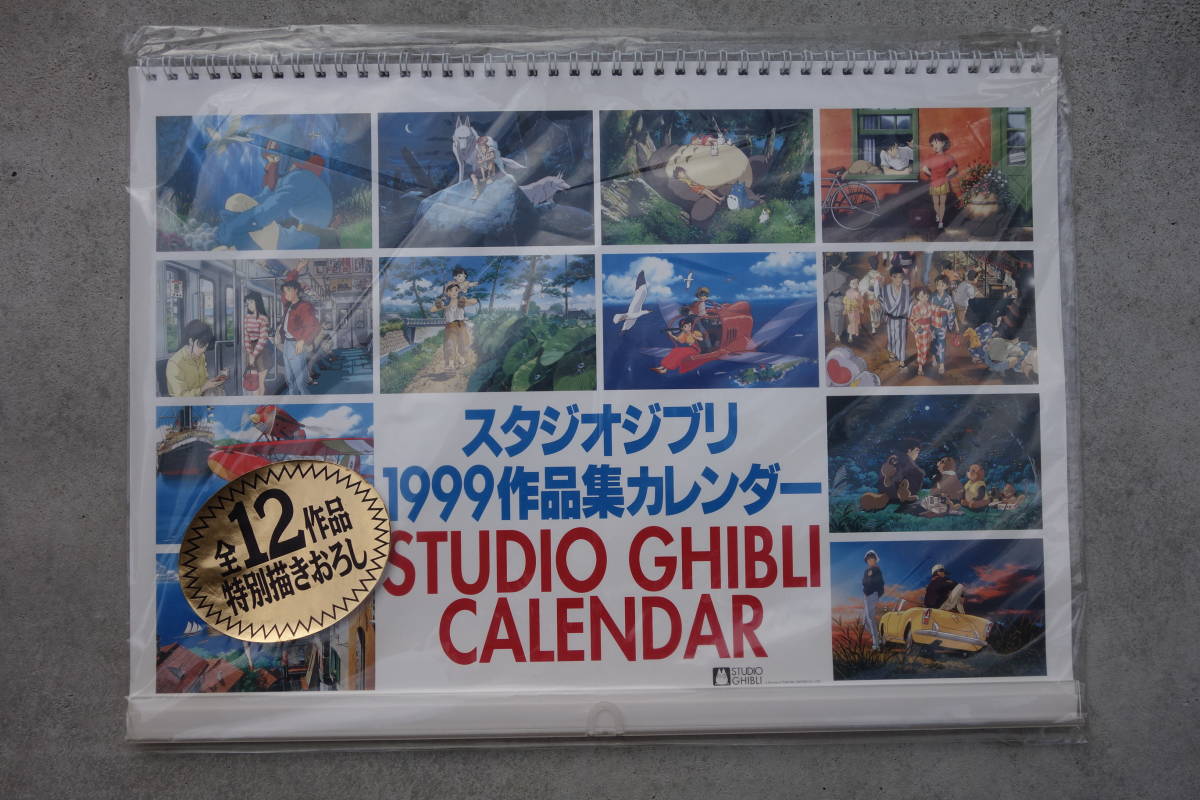 スタジオジブリ
1999作品集カレンダー
STUDIO GHIBLI
CALENDAR
全12作品
特別描きおろし
STUDIO
GHIBLI